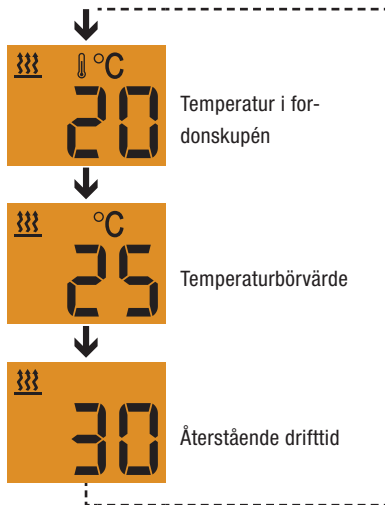 °C
20
Temperatur i for-
donskupén
°C
25
Temperaturbörvärde
30
Återstående drifttid